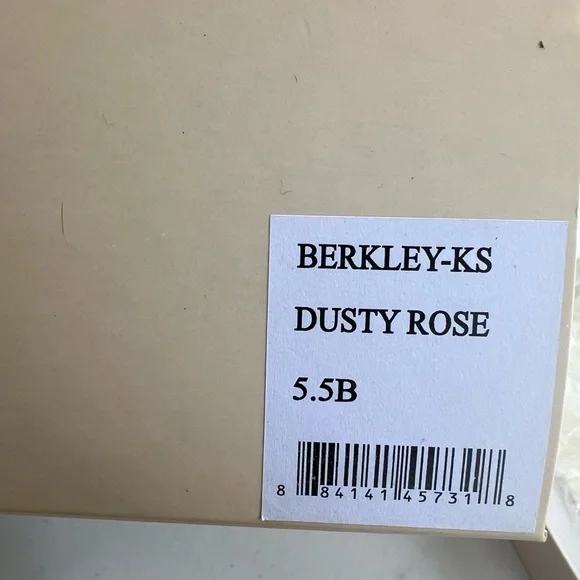 BERKLEY-KS
DUSTY ROSE
5.5B
8 84141 45731 8